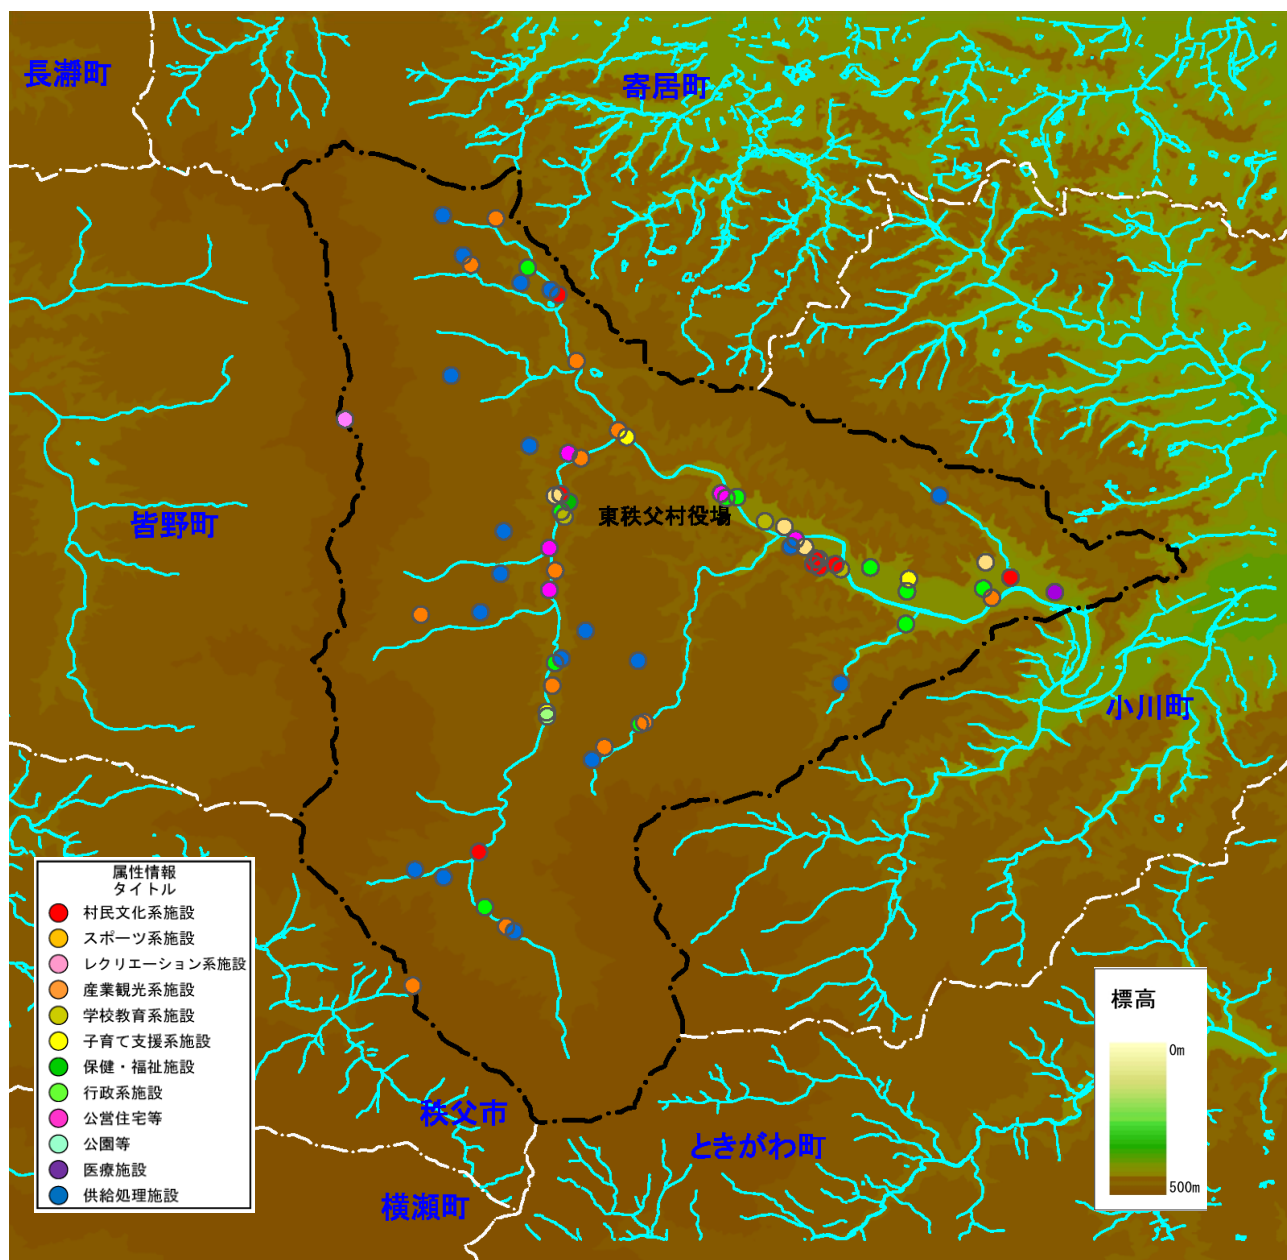 長瀞町
寄居町
皆野町
東秩父村役場
小川町
属性情報
タイトル
村民文化系施設
スポーツ系施設
レクリエーション系施設
産業観光系施設
学校教育系施設
子育て支援系施設
保健・福祉施設
行政系施設
公営住宅等
公園等
医療施設
供給処理施設
標高
0m
500m
秩父市
ときがわ町
横瀬町